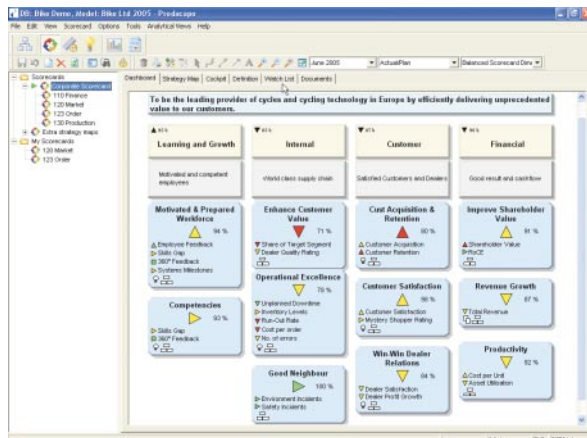 DB: Bike Demo, Model: Bike Ltd 2005 - Prodacapo
File Edit View Scorecard Options Tools Analytical Views Help
June 2005
ActualPlan
Balanced Scorecard Dime
Scorecards
Corporate Scorecard
110 Finance
120 Market
123 Order
130 Production
Extra strategy maps
My Scorecards
120 Market
123 Order
Dashboard Strategy Map Cockpit Definition Watch List Documents
To be the leading provider of cycles and cycling technology in Europe by efficiently delivering unprecedented
value to our customers.
Learning and Growth
Internal
Customer
Financial
Motivated and competent
employees
World class supply chain
Satisfied Customers and Dealers
Good result and cashflow
Motivated & Prepared
Workforce
94 %
Employee Feedback
Skills Gap
360° Feedback
Systems Milestones
Competencies
93 %
Skills Gap
360° Feedback
Enhance Customer
Value
71 %
Share of Target Segment
Dealer Quality Rating
Operational Excellence
78 %
Unplanned Downtime
Inventory Levels
Run-Out Rate
Cost per order
No. of errors
Good Neighbour
100 %
Environment incidents
Safety incidents
Cust Acquisition &
Retention
60 %
Customer Acquisition
Customer Retention
Customer Satisfaction
98 %
Customer Satisfaction
Mystery Shopper Rating
Win-Win Dealer
Relations
84 %
Dealer Satisfaction
Dealer Profit Growth
Improve Shareholder
Value
91 %
Shareholder Value
RoCE
Revenue Growth
87 %
Total Revenue
Productivity
92 %
Cost per Unit
Asset Utilisation